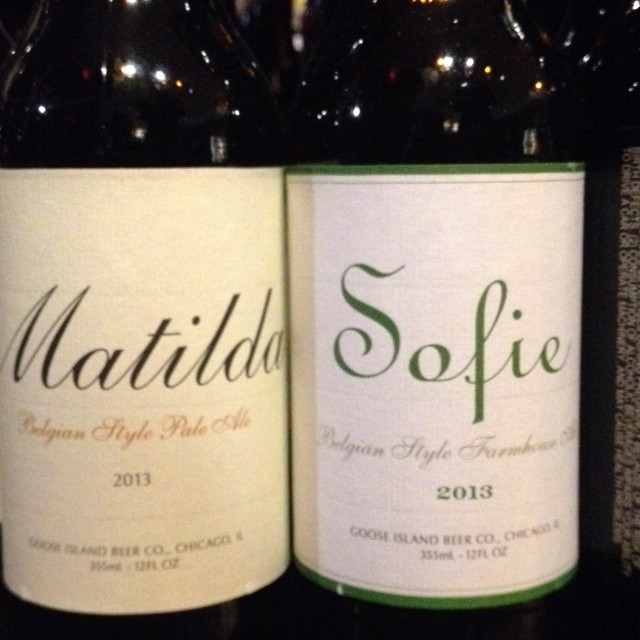 Matilda
Belgian Style Pale Ale
2013
GOOSE ISLAND BEER CO., CHICAGO, IL
355mL - 12FL OZ
Sofie
Belgian Style Farmhouse
2013
GOOSE ISLAND BEER CO., CHICAGO, IL
355mL - 12FL OZ